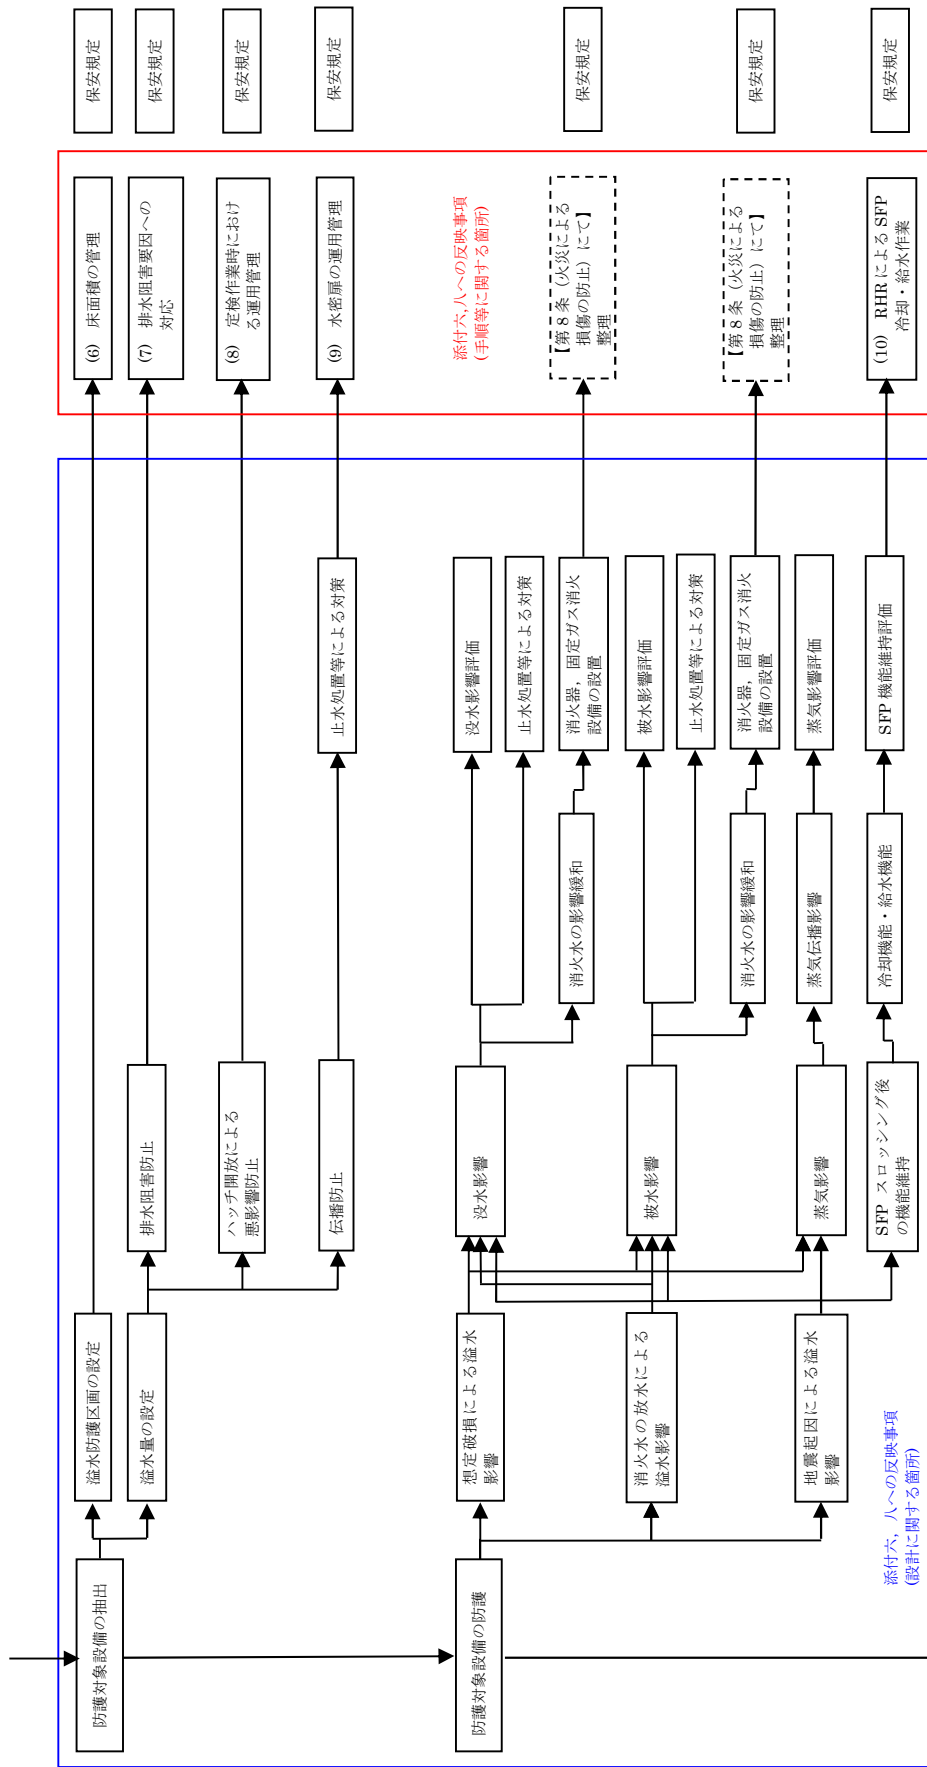 防護対象設備の抽出
溢水防護区画の設定
(6) 床面積の管理
保安規定
溢水量の設定
排水阻害防止
(7) 排水阻害要因への
対応
保安規定
ハッチ開放による
悪影響防止
(8) 定検作業時におけ
る運用管理
保安規定
伝播防止
止水処置等による対策
(9) 水密扉の運用管理
保安規定
添付六,八への反映事項
(手順等に関する箇所)
防護対象設備の防護
想定破損による溢水
影響
没水影響
没水影響評価
止水処置等による対策
消火水の影響緩和
消火器，固定ガス消火
設備の設置
【第８条（火災による
損傷の防止）にて】
整理
保安規定
消火水の放水による
溢水影響
被水影響
被水影響評価
止水処置等による対策
消火水の影響緩和
消火器，固定ガス消火
設備の設置
【第８条（火災による
損傷の防止）にて】
整理
保安規定
地震起因による溢水
影響
蒸気影響
蒸気伝播影響
蒸気影響評価
SFP スロッシング後
の機能維持
冷却機能・給水機能
SFP 機能維持評価
(10) RHR による SFP
冷却・給水作業
保安規定
添付六，八への反映事項
(設計に関する箇所)